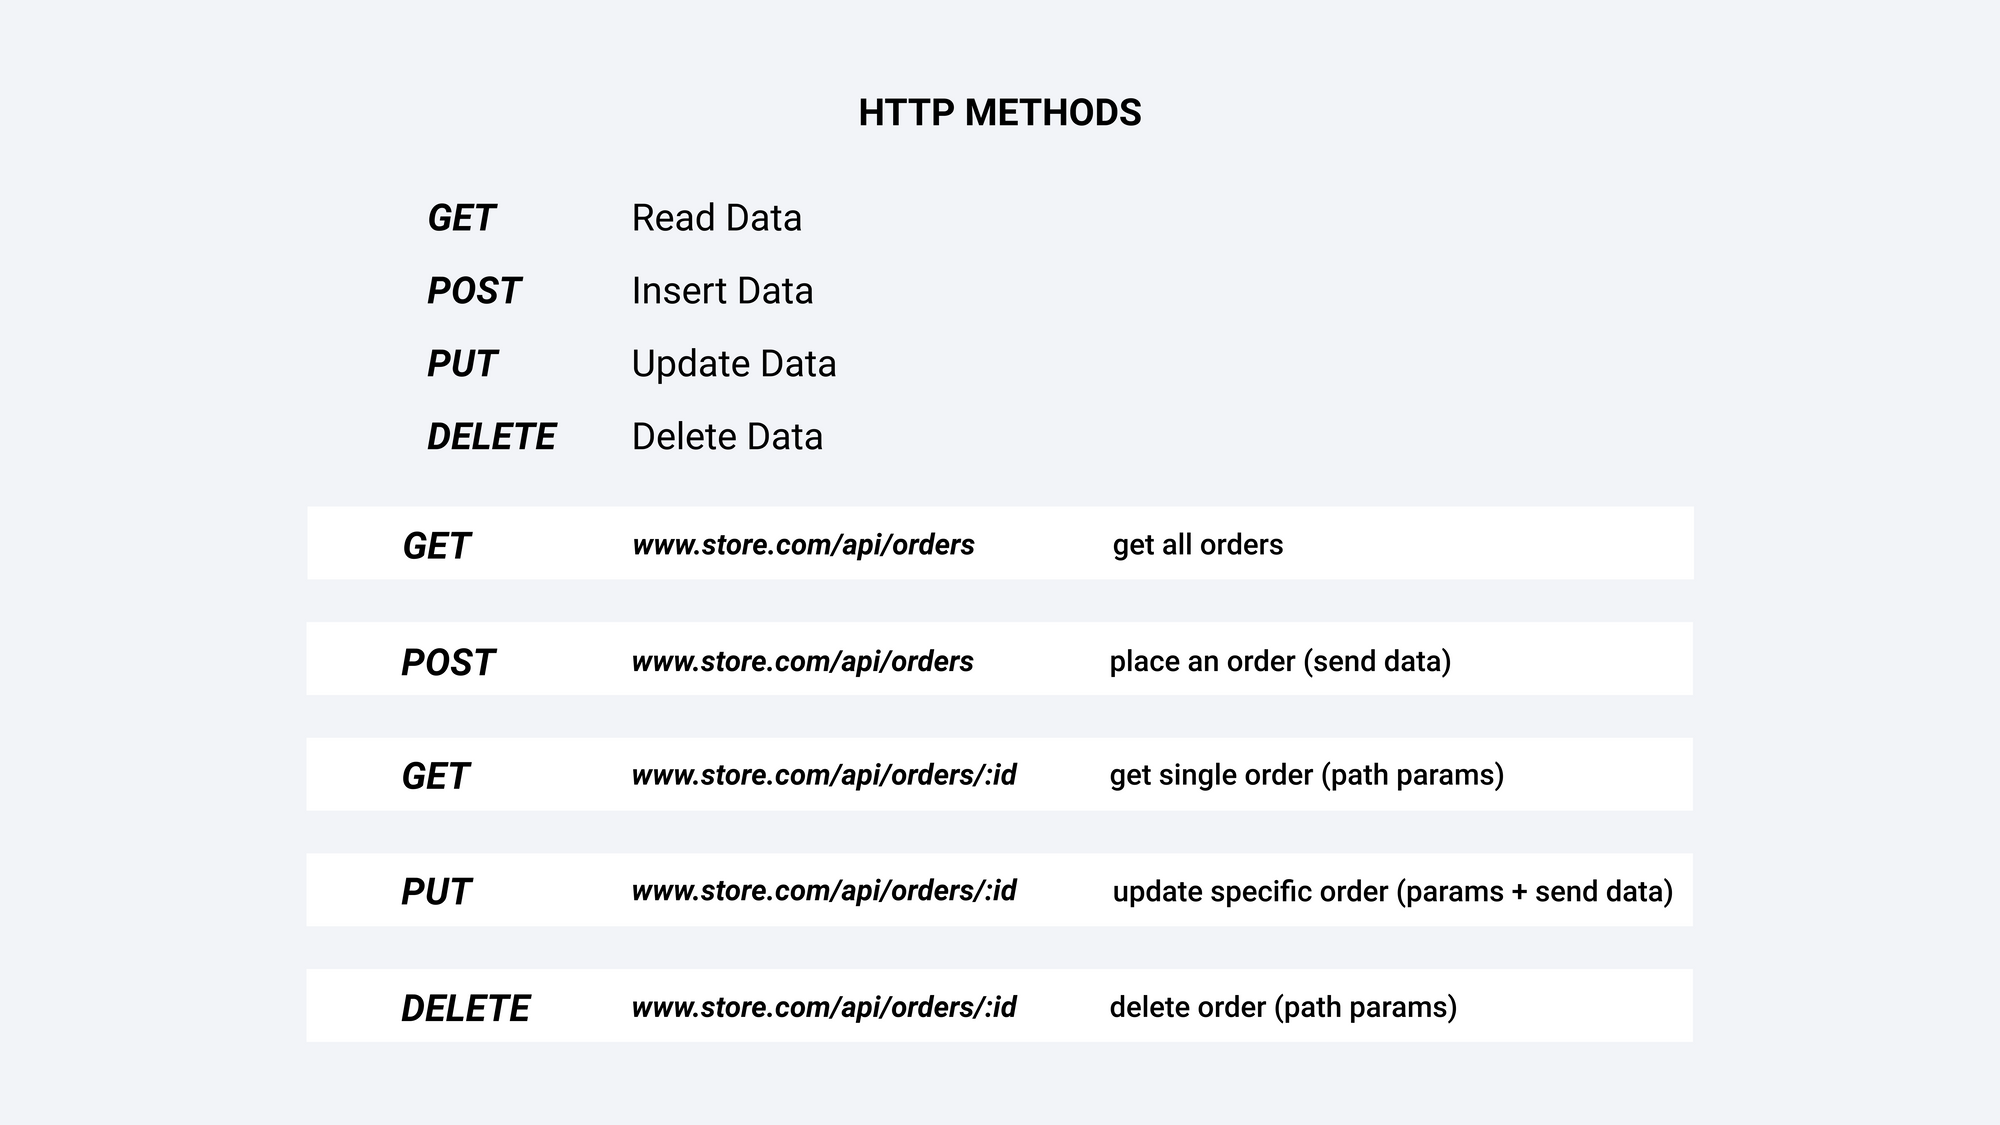 HTTP METHODS
GET Read Data
POST Insert Data
PUT Update Data
DELETE Delete Data
GET www.store.com/api/orders get all orders
POST www.store.com/api/orders place an order (send data)
GET www.store.com/api/orders/:id get single order (path params)
PUT www.store.com/api/orders/:id update specific order (params + send data)
DELETE www.store.com/api/orders/:id delete order (path params)